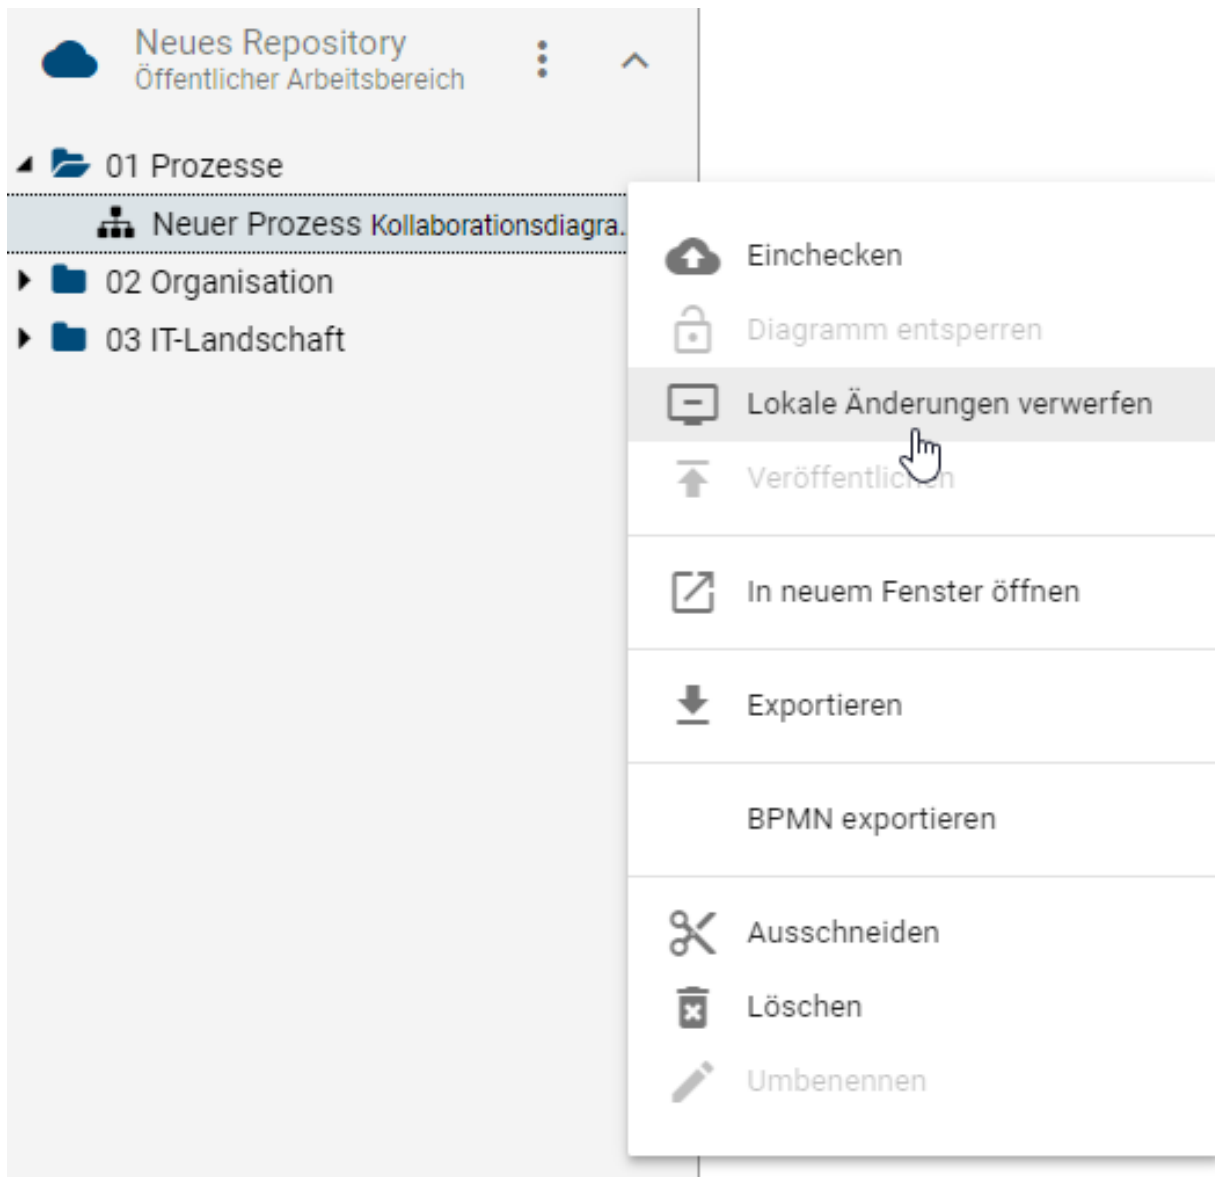 Neues Repository
Öffentlicher Arbeitsbereich
01 Prozesse
Neuer Prozess Kollaborationsdiagra..
02 Organisation
03 IT-Landschaft
Einchecken
Diagramm entsperren
Lokale Änderungen verwerfen
Veröffentlichen
In neuem Fenster öffnen
Exportieren
BPMN exportieren
Ausschneiden
Löschen
Umbenennen